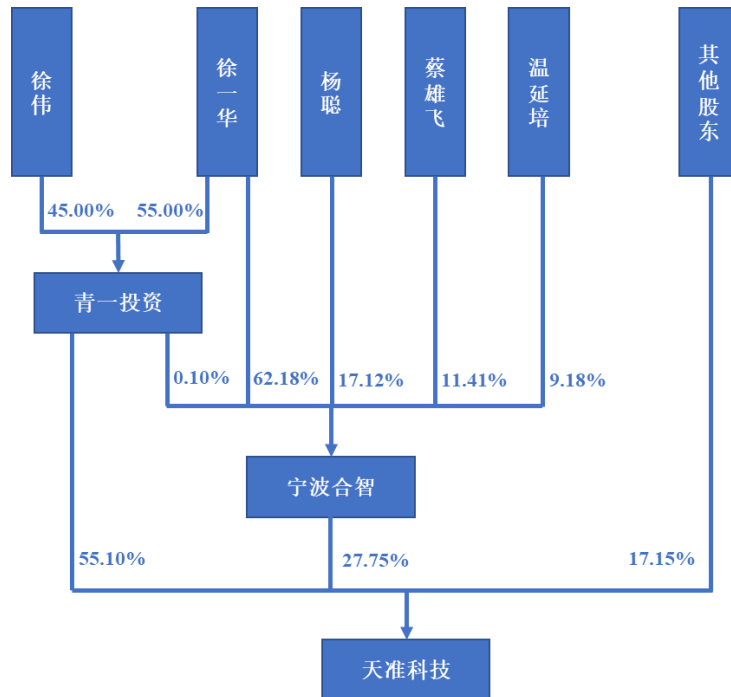 徐伟
徐一华
杨聪
蔡雄飞
温延培
其他股东
45.00%
55.00%
青一投资
0.10%
62.18%
17.12%
11.41%
9.18%
宁波合智
55.10%
27.75%
17.15%
天准科技